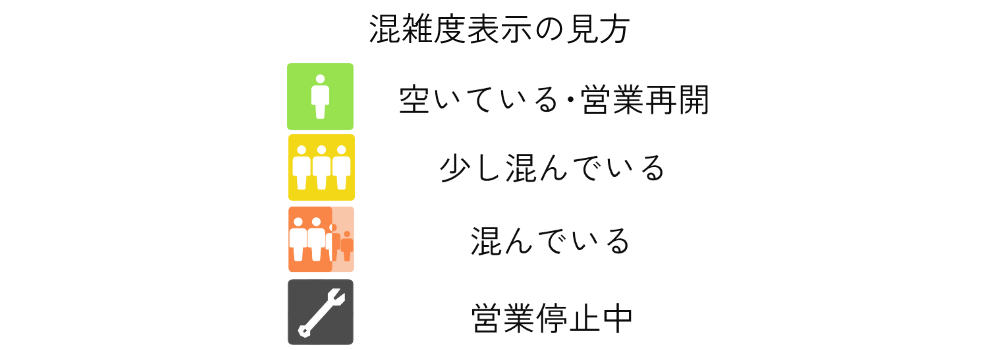 混雑度表示の見方
空いている・営業再開
少し混んでいる
混んでいる
営業停止中